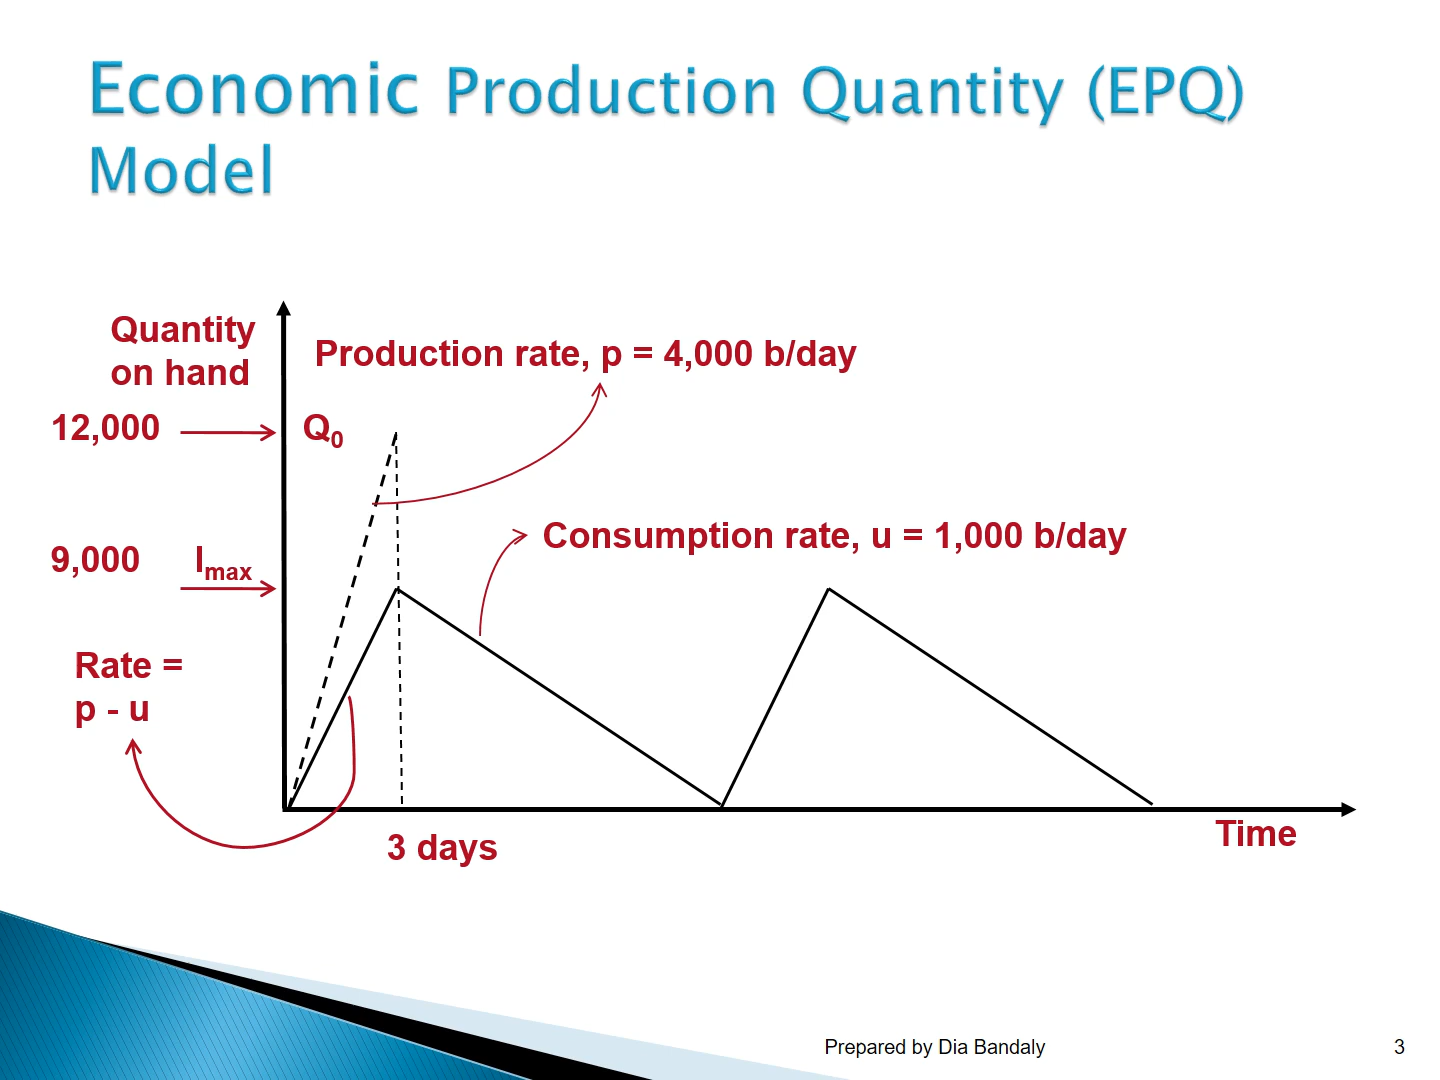 Economic Production Quantity (EPQ)
Model
Quantity
on hand
Production rate, p = 4,000 b/day
12,000
Q0
Consumption rate, u = 1,000 b/day
9,000
Imax
Rate =
p - u
3 days
Time
Prepared by Dia Bandaly
3